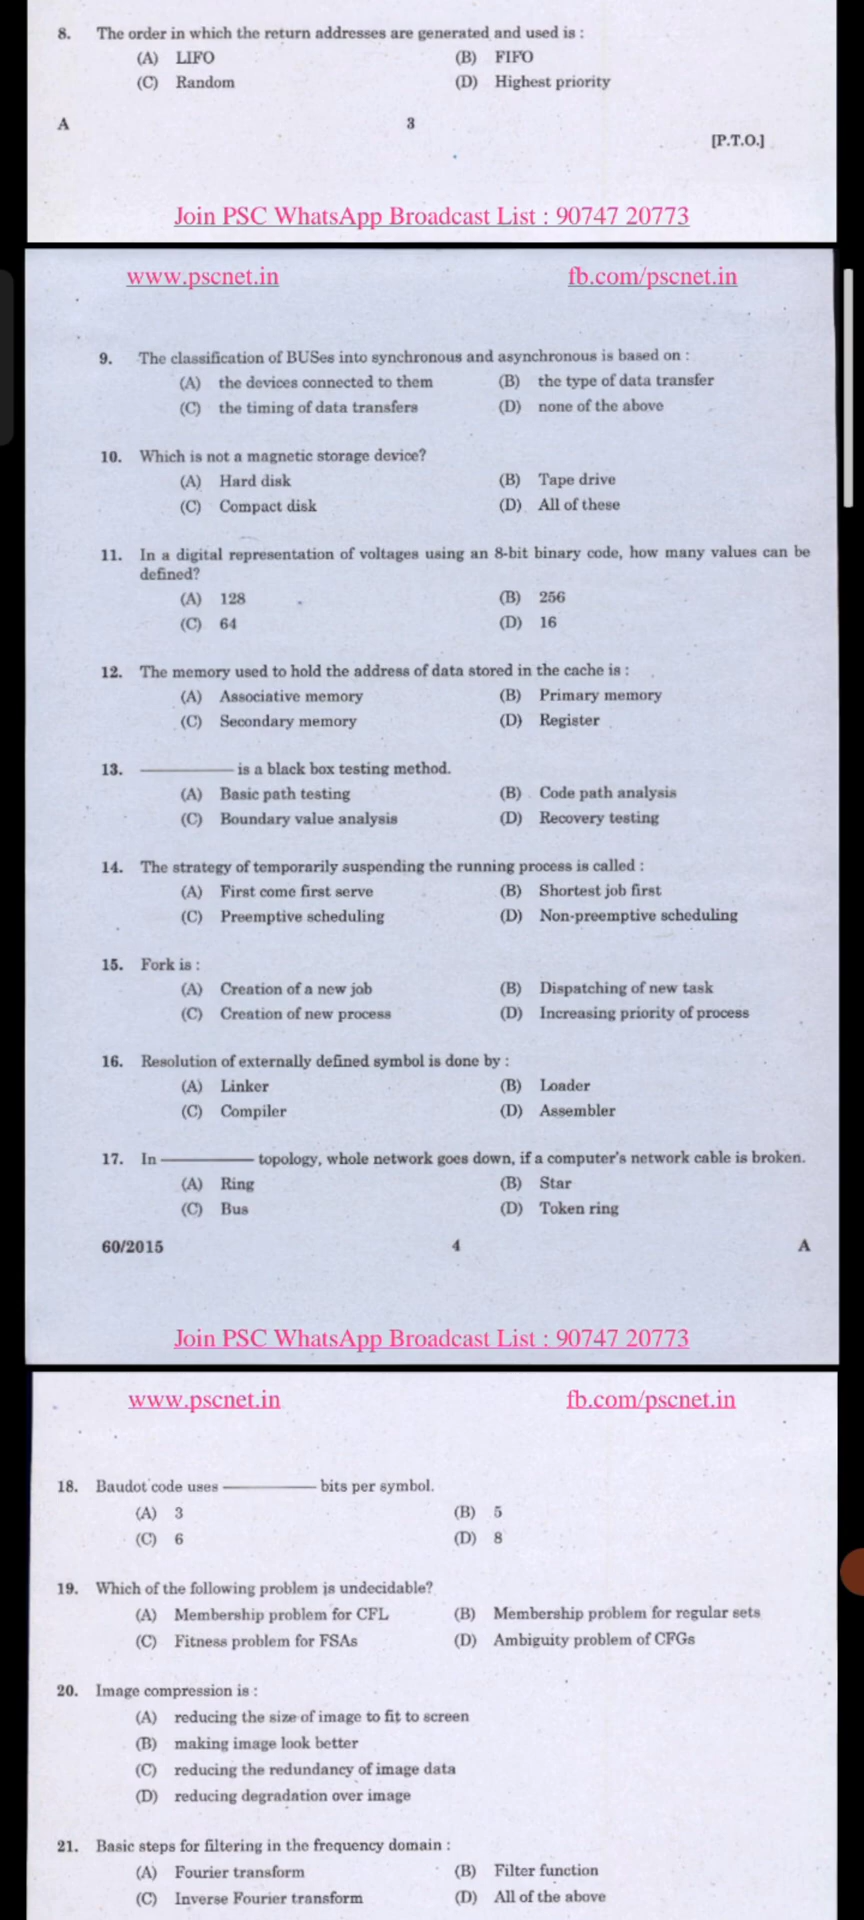 8. The order in which the return addresses are generated and used is :
(A) LIFO (B) FIFO
(C) Random (D) Highest priority
A 3
[P.T.O.]
Join PSC WhatsApp Broadcast List : 90747 20773
www.pscnet.in fb.com/pscnet.in
9. The classification of BUSes into synchronous and asynchronous is based on :
(A) the devices connected to them (B) the type of data transfer
(C) the timing of data transfers (D) none of the above
10. Which is not a magnetic storage device?
(A) Hard disk (B) Tape drive
(C) Compact disk (D) All of these
11. In a digital representation of voltages using an 8-bit binary code, how many values can be
defined?
(A) 128 (B) 256
(C) 64 (D) 16
12. The memory used to hold the address of data stored in the cache is :
(A) Associative memory (B) Primary memory
(C) Secondary memory (D) Register
13. ———— is a black box testing method.
(A) Basic path testing (B) Code path analysis
(C) Boundary value analysis (D) Recovery testing
14. The strategy of temporarily suspending the running process is called :
(A) First come first serve (B) Shortest job first
(C) Preemptive scheduling (D) Non-preemptive scheduling
15. Fork is :
(A) Creation of a new job (B) Dispatching of new task
(C) Creation of new process (D) Increasing priority of process
16. Resolution of externally defined symbol is done by :
(A) Linker (B) Loader
(C) Compiler (D) Assembler
17. In ———— topology, whole network goes down, if a computer's network cable is broken.
(A) Ring (B) Star
(C) Bus (D) Token ring
60/2015 4 A
Join PSC WhatsApp Broadcast List : 90747 20773
www.pscnet.in fb.com/pscnet.in
18. Baudot code uses ———— bits per symbol.
(A) 3 (B) 5
(C) 6 (D) 8
19. Which of the following problem is undecidable?
(A) Membership problem for CFL (B) Membership problem for regular sets
(C) Fitness problem for FSAs (D) Ambiguity problem of CFGs
20. Image compression is :
(A) reducing the size of image to fit to screen
(B) making image look better
(C) reducing the redundancy of image data
(D) reducing degradation over image
21. Basic steps for filtering in the frequency domain :
(A) Fourier transform (B) Filter function
(C) Inverse Fourier transform (D) All of the above